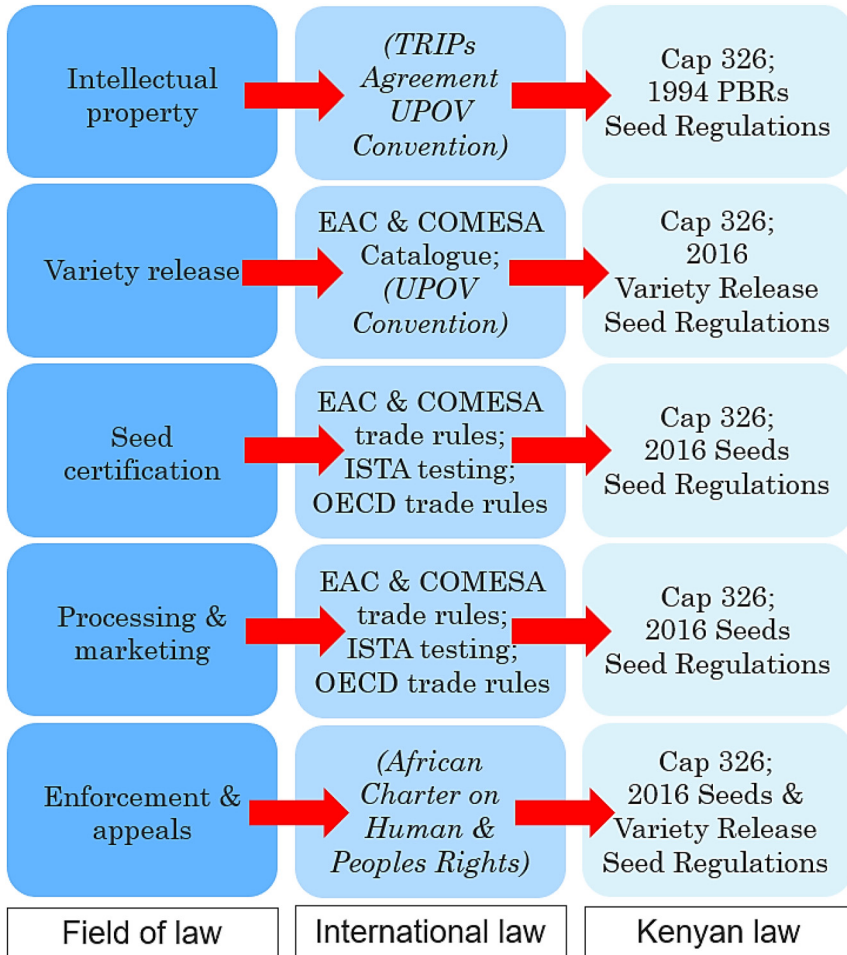 Intellectual
property
(TRIPs
Agreement
UPOV
Convention)
Cap 326;
1994 PBRs
Seed Regulations
Variety release
EAC & COMESA
Catalogue;
(UPOV
Convention)
Cap 326;
2016
Variety Release
Seed Regulations
Seed
certification
EAC & COMESA
trade rules;
ISTA testing;
OECD trade rules
Cap 326;
2016 Seeds
Seed Regulations
Processing &
marketing
EAC & COMESA
trade rules;
ISTA testing;
OECD trade rules
Cap 326;
2016 Seeds
Seed Regulations
Enforcement &
appeals
(African
Charter on
Human &
Peoples Rights)
Cap 326;
2016 Seeds &
Variety Release
Seed Regulations
Field of law
International law
Kenyan law